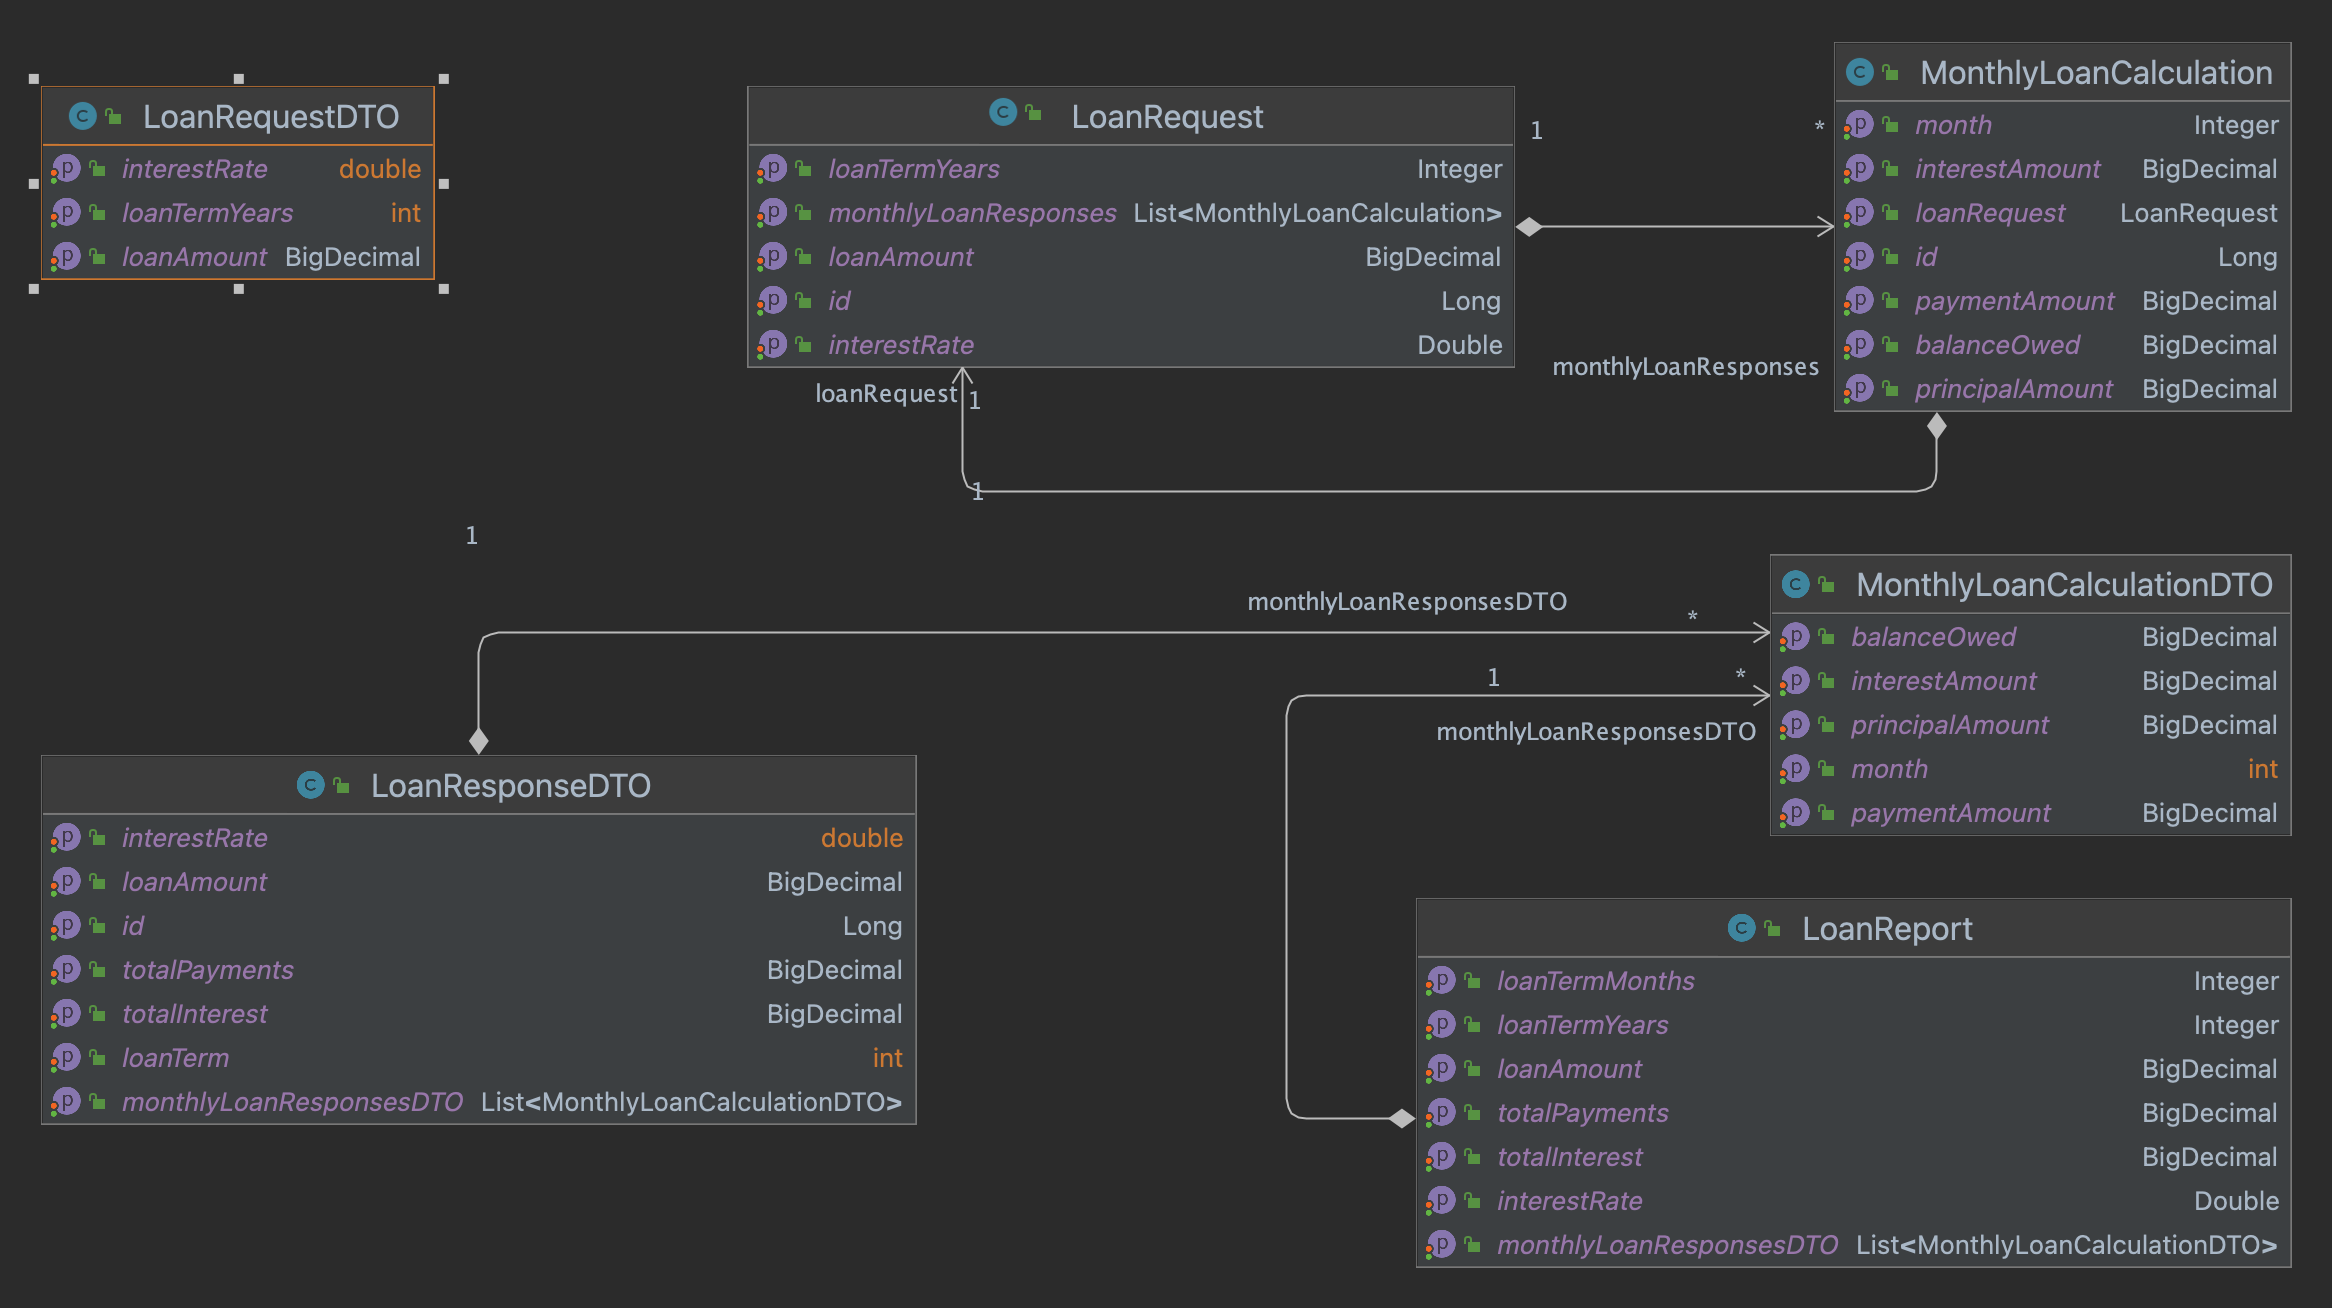 LoanRequestDTO
interestRate double
loanTermYears int
loanAmount BigDecimal
LoanRequest
loanTermYears Integer
monthlyLoanResponses List<MonthlyLoanCalculation>
loanAmount BigDecimal
id Long
interestRate Double
1
*
monthlyLoanResponses
MonthlyLoanCalculation
month Integer
interestAmount BigDecimal
loanRequest LoanRequest
id Long
paymentAmount BigDecimal
balanceOwed BigDecimal
principalAmount BigDecimal
loanRequest
1
1
1
monthlyLoanResponsesDTO
*
1
*
monthlyLoanResponsesDTO
MonthlyLoanCalculationDTO
balanceOwed BigDecimal
interestAmount BigDecimal
principalAmount BigDecimal
month int
paymentAmount BigDecimal
LoanResponseDTO
interestRate double
loanAmount BigDecimal
id Long
totalPayments BigDecimal
totalInterest BigDecimal
loanTerm int
monthlyLoanResponsesDTO List<MonthlyLoanCalculationDTO>
LoanReport
loanTermMonths Integer
loanTermYears Integer
loanAmount BigDecimal
totalPayments BigDecimal
totalInterest BigDecimal
interestRate Double
monthlyLoanResponsesDTO List<MonthlyLoanCalculationDTO>